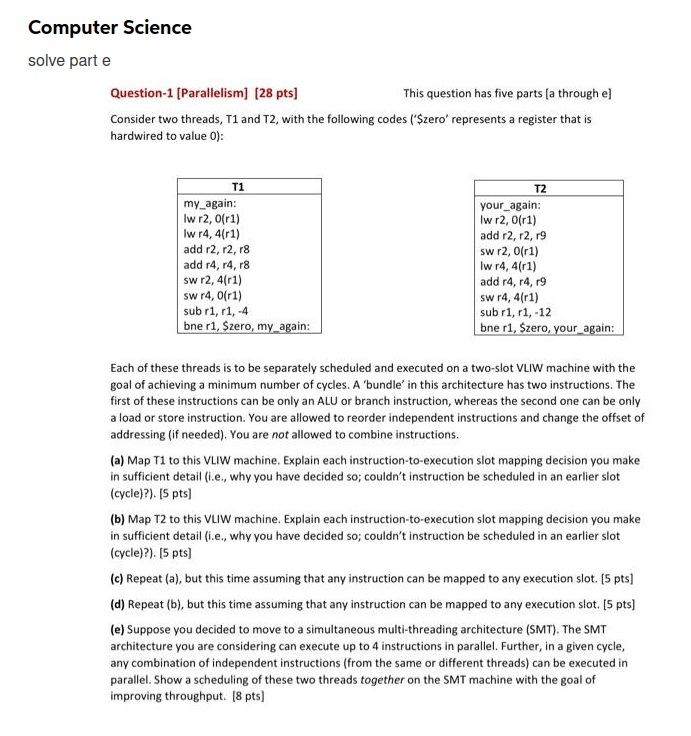 Computer Science
solve part e
Question-1 [Parallelism] [28 pts] This question has five parts [a through e]
Consider two threads, T1 and T2, with the following codes ('$zero' represents a register that is
hardwired to value 0):
T1
my_again:
lw r2, 0(r1)
lw r4, 4(r1)
add r2, r2, r8
add r4, r4, r8
sw r2, 4(r1)
sw r4, 0(r1)
sub r1, r1, -4
bne r1, $zero, my_again:
T2
your_again:
lw r2, 0(r1)
add r2, r2, r9
sw r2, 0(r1)
lw r4, 4(r1)
add r4, r4, r9
sw r4, 4(r1)
sub r1, r1, -12
bne r1, $zero, your_again:
Each of these threads is to be separately scheduled and executed on a two-slot VLIW machine with the
goal of achieving a minimum number of cycles. A 'bundle' in this architecture has two instructions. The
first of these instructions can be only an ALU or branch instruction, whereas the second one can be only
a load or store instruction. You are allowed to reorder independent instructions and change the offset of
addressing (if needed). You are not allowed to combine instructions.
(a) Map T1 to this VLIW machine. Explain each instruction-to-execution slot mapping decision you make
in sufficient detail (i.e., why you have decided so; couldn't instruction be scheduled in an earlier slot
(cycle)?). [5 pts]
(b) Map T2 to this VLIW machine. Explain each instruction-to-execution slot mapping decision you make
in sufficient detail (i.e., why you have decided so; couldn't instruction be scheduled in an earlier slot
(cycle)?). [5 pts]
(c) Repeat (a), but this time assuming that any instruction can be mapped to any execution slot. [5 pts]
(d) Repeat (b), but this time assuming that any instruction can be mapped to any execution slot. [5 pts]
(e) Suppose you decided to move to a simultaneous multi-threading architecture (SMT). The SMT
architecture you are considering can execute up to 4 instructions in parallel. Further, in a given cycle,
any combination of independent instructions (from the same or different threads) can be executed in
parallel. Show a scheduling of these two threads together on the SMT machine with the goal of
improving throughput. [8 pts]